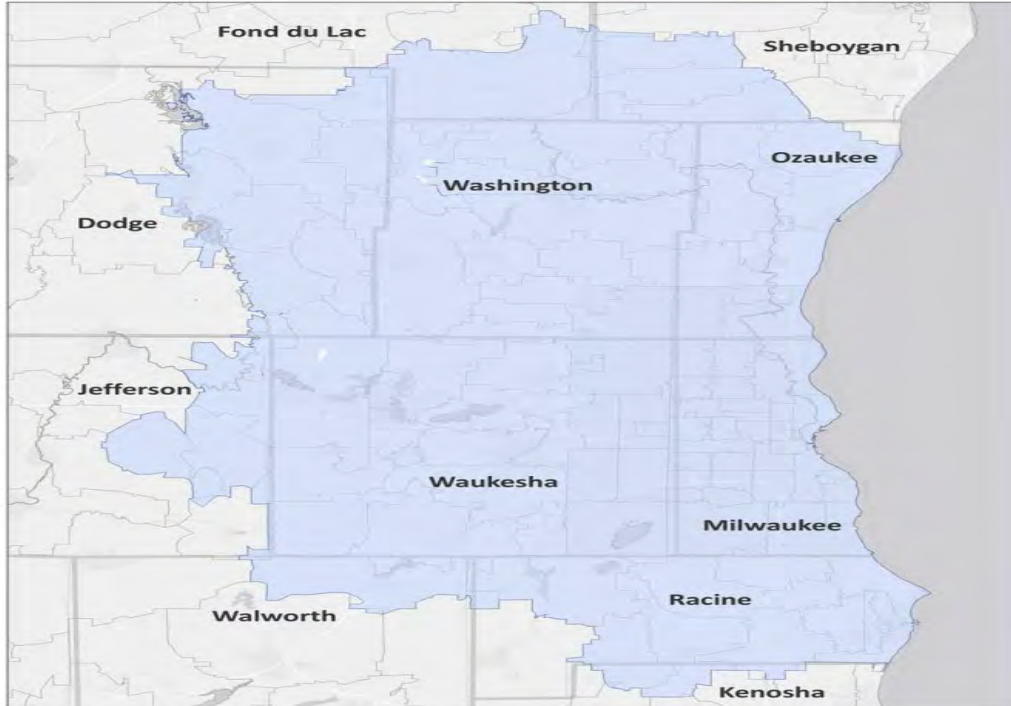 Fond du Lac
Sheboygan
Ozaukee
Washington
Dodge
Jefferson
Waukesha
Milwaukee
Racine
Walworth
Kenosha